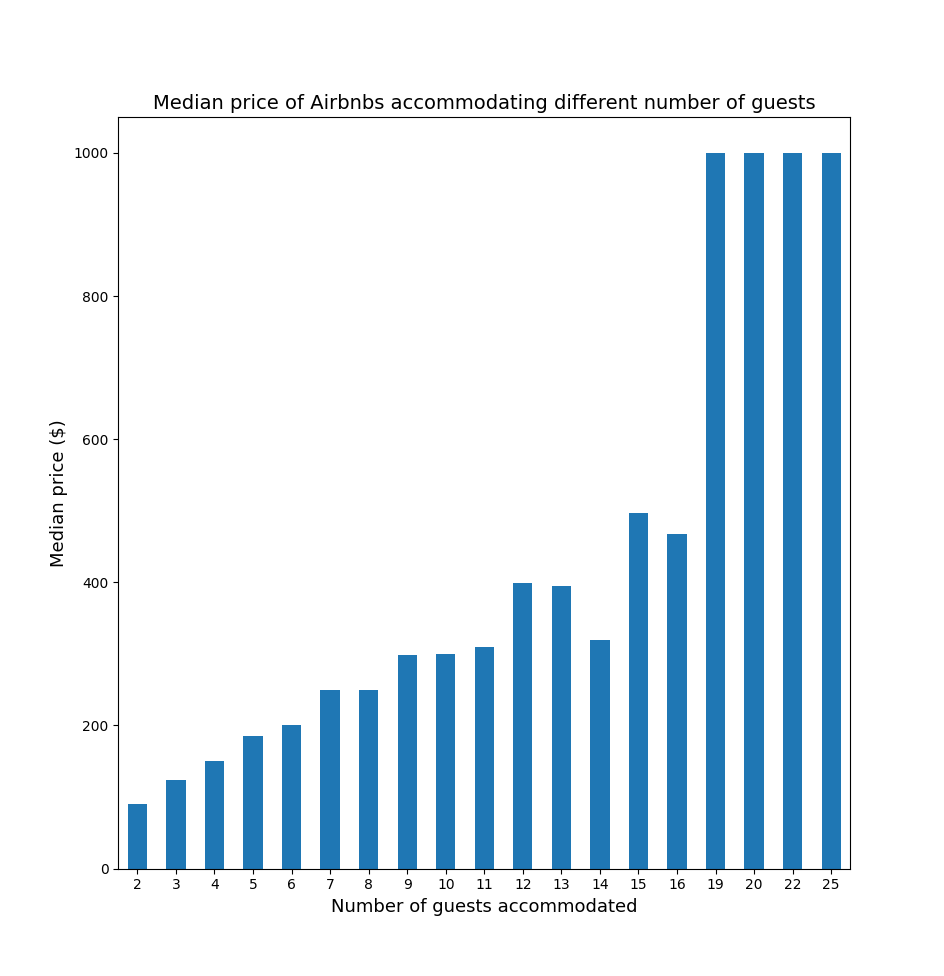 Median price of Airbnbs accommodating different number of guests
1000
800
600
400
200
0
Median price ($)
2 3 4 5 6 7 8 9 10 11 12 13 14 15 16 19 20 22 25
Number of guests accommodated